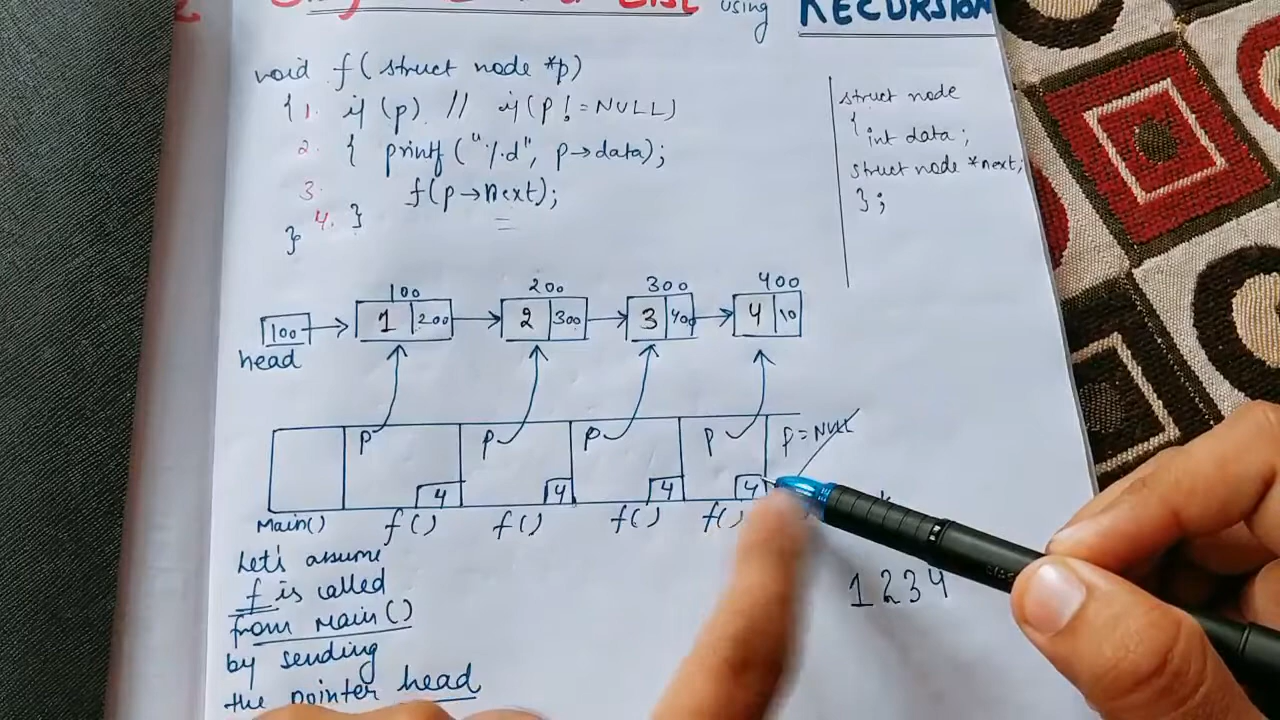 List using RECURSION
void f( struct node *p)
{ 1. if (p) // if (p != NULL)
2. { printf ("%d", p→data);
3. f(p→next);
4. }
}
struct node
{
int data;
struct node *next;
};
100 200 300 400
100 1 200 2 300 3 400 4 10
head
p p p p p = NULL
4 4 4 4
Main() f() f() f() f()
Let's assume
f is called
from Main()
by sending
the pointer head
1 2 3 4